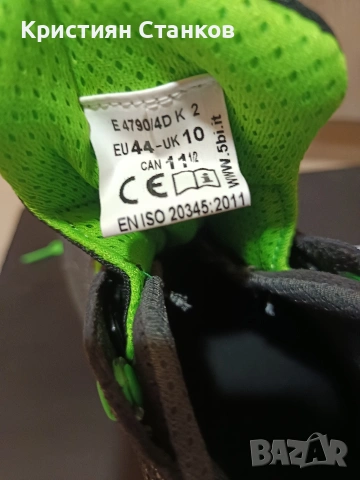 Кристиян Станков
E 4790/4D K 2
EU 44-UK 10
CAN 11 1/2
CE
EN ISO 20345:2011
www.5bi.it
BAZAR